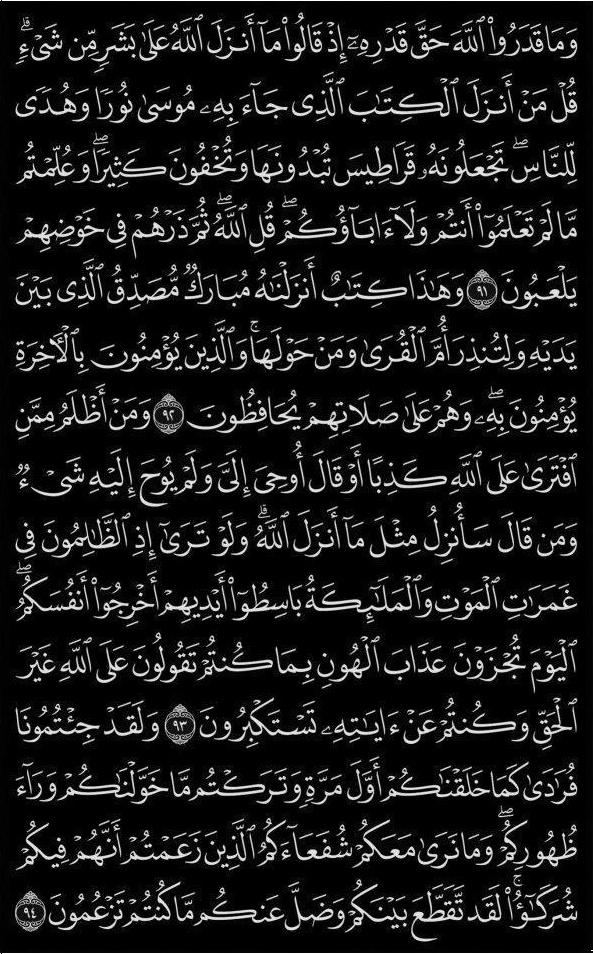 وَمَا قَدَرُوا۟ ٱللَّهَ حَقَّ قَدْرِهِۦٓ إِذْ قَالُوا۟ مَآ أَنزَلَ ٱللَّهُ عَلَىٰ بَشَرٍ مِّن شَىْءٍ ۗ
قُلْ مَنْ أَنزَلَ ٱلْكِتَٰبَ ٱلَّذِى جَآءَ بِهِۦ مُوسَىٰ نُورًا وَهُدًى
لِّلنَّاسِ ۖ تَجْعَلُونَهُۥ قَرَاطِيسَ تُبْدُونَهَا وَتُخْفُونَ كَثِيرًا ۖ وَعُلِّمْتُم
مَّا لَمْ تَعْلَمُوٓا۟ أَنتُمْ وَلَآ ءَابَآؤُكُمْ ۖ قُلِ ٱللَّهُ ۖ ثُمَّ ذَرْهُمْ فِى خَوْضِهِمْ
يَلْعَبُونَ ۝٩١ وَهَٰذَا كِتَٰبٌ أَنزَلْنَٰهُ مُبَارَكٌ مُّصَدِّقُ ٱلَّذِى بَيْنَ
يَدَيْهِ وَلِتُنذِرَ أُمَّ ٱلْقُرَىٰ وَمَنْ حَوْلَهَا ۚ وَٱلَّذِينَ يُؤْمِنُونَ بِٱلْءَاخِرَةِ
يُؤْمِنُونَ بِهِۦ ۖ وَهُمْ عَلَىٰ صَلَاتِهِمْ يُحَافِظُونَ ۝٩٢ وَمَنْ أَظْلَمُ مِمَّنِ
ٱفْتَرَىٰ عَلَى ٱللَّهِ كَذِبًا أَوْ قَالَ أُوحِىَ إِلَىَّ وَلَمْ يُوحَ إِلَيْهِ شَىْءٌ
وَمَن قَالَ سَأُنزِلُ مِثْلَ مَآ أَنزَلَ ٱللَّهُ ۗ وَلَوْ تَرَىٰٓ إِذِ ٱلظَّٰلِمُونَ فِى
غَمَرَٰتِ ٱلْمَوْتِ وَٱلْمَلَٰٓئِكَةُ بَاسِطُوٓا۟ أَيْدِيهِمْ أَخْرِجُوٓا۟ أَنفُسَكُمُ ۖ
ٱلْيَوْمَ تُجْزَوْنَ عَذَابَ ٱلْهُونِ بِمَا كُنتُمْ تَقُولُونَ عَلَى ٱللَّهِ غَيْرَ
ٱلْحَقِّ وَكُنتُمْ عَنْ ءَايَٰتِهِۦ تَسْتَكْبِرُونَ ۝٩٣ وَلَقَدْ جِئْتُمُونَا
فُرَٰدَىٰ كَمَا خَلَقْنَٰكُمْ أَوَّلَ مَرَّةٍ وَتَرَكْتُم مَّا خَوَّلْنَٰكُمْ وَرَآءَ
ظُهُورِكُمْ ۖ وَمَا نَرَىٰ مَعَكُمْ شُفَعَآءَكُمُ ٱلَّذِينَ زَعَمْتُمْ أَنَّهُمْ فِيكُمْ
شُرَكَٰٓؤُا۟ ۚ لَقَد تَّقَطَّعَ بَيْنَكُمْ وَضَلَّ عَنكُم مَّا كُنتُمْ تَزْعُمُونَ ۝٩٤